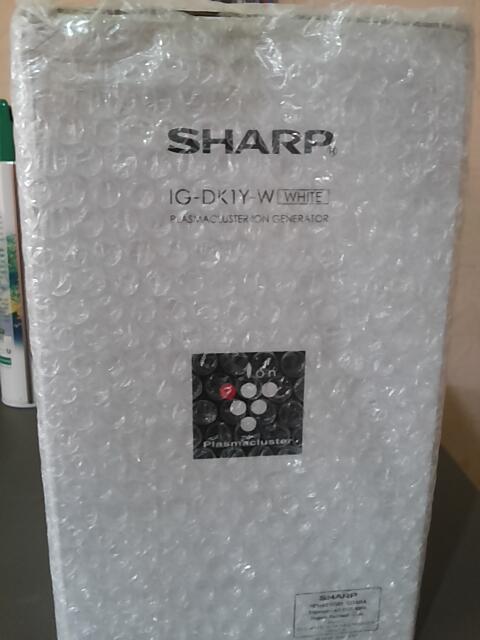 SHARP
IG-DK1Y-W WHITE
PLASMACLUSTER ION GENERATOR
Ion
Plasmacluster
SHARP